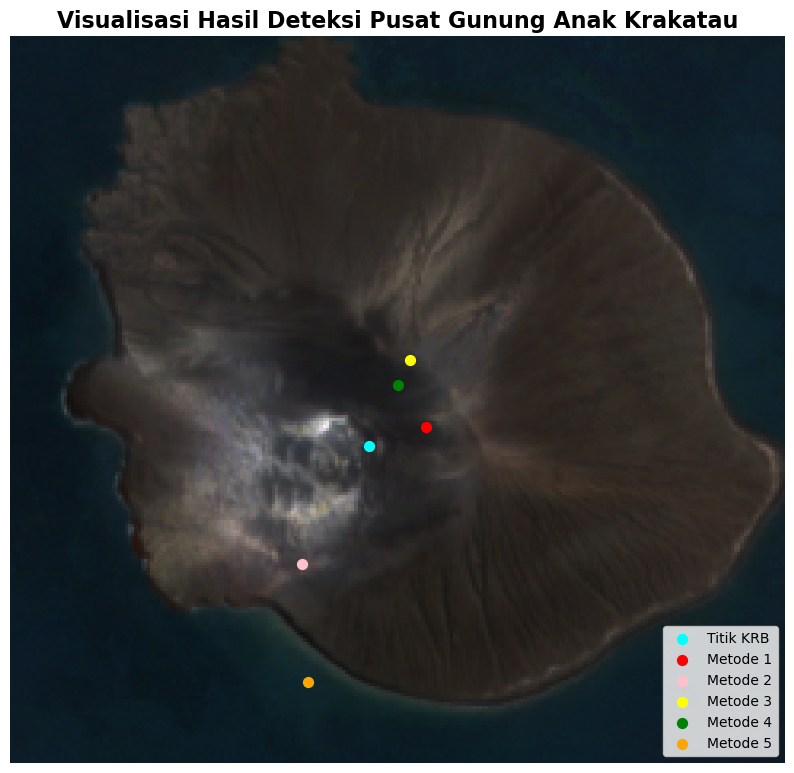 Visualisasi Hasil Deteksi Pusat Gunung Anak Krakatau
Titik KRB
Metode 1
Metode 2
Metode 3
Metode 4
Metode 5